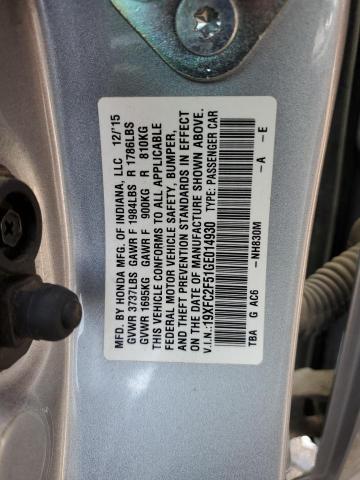 MFD. BY HONDA MFG. OF INDIANA, LLC 12/'15
GVWR 3737LBS GAWR F 1984LBS R 1786LBS
GVWR 1695KG GAWR F 900KG R 810KG
THIS VEHICLE CONFORMS TO ALL APPLICABLE
FEDERAL MOTOR VEHICLE SAFETY, BUMPER,
AND THEFT PREVENTION STANDARDS IN EFFECT
ON THE DATE OF MANUFACTURE SHOWN ABOVE.
V.I.N.:19XFC2F51GE014930 TYPE: PASSENGER CAR
TBA G AC6 -NH830M -A -E